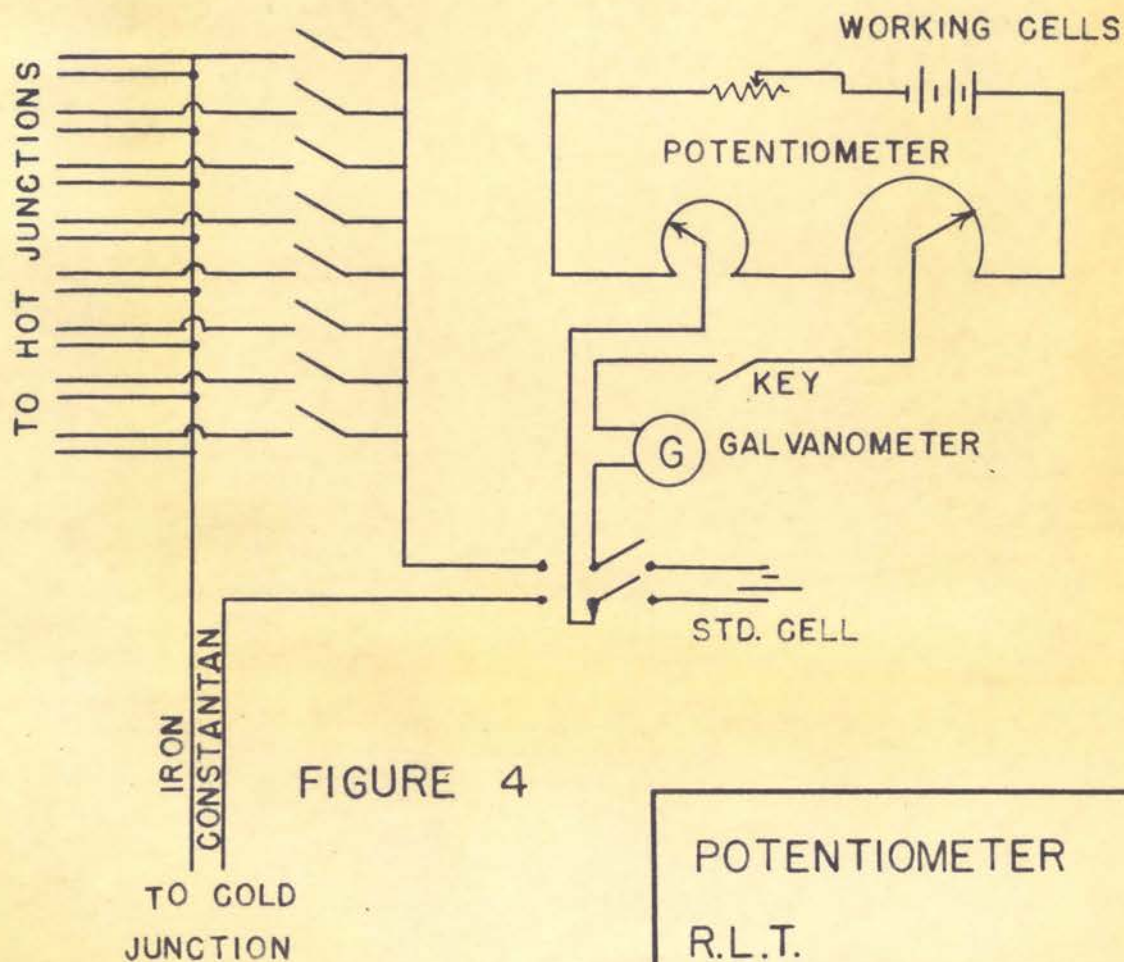 WORKING CELLS
POTENTIOMETER
TO HOT JUNCTIONS
KEY
G
GALVANOMETER
STD. CELL
IRON
CONSTANTAN
FIGURE 4
TO COLD
JUNCTION
POTENTIOMETER
R.L.T.